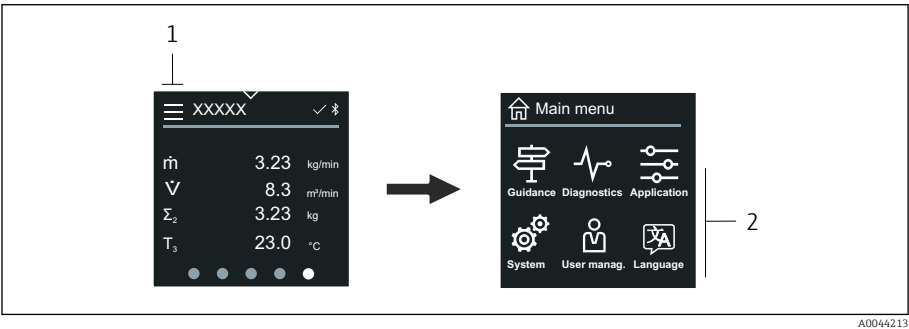 1
XXXXX
ṁ 3.23 kg/min
V̇ 8.3 m³/min
Σ₂ 3.23 kg
T₃ 23.0 °C
Main menu
Guidance Diagnostics Application
System User manag. Language
2
A0044213